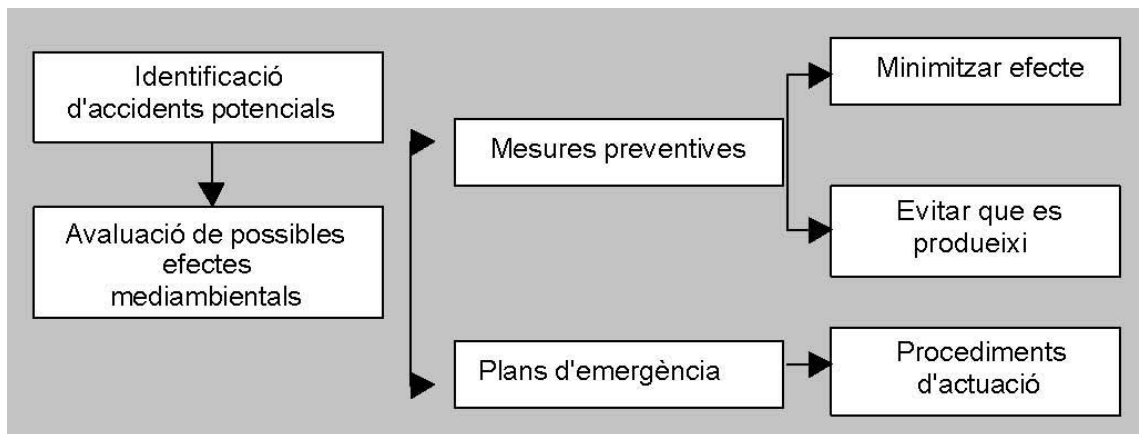 Identificació
d'accidents potencials
Avaluació de possibles
efectes
mediambientals
Mesures preventives
Plans d'emergència
Minimitzar efecte
Evitar que es
produeixi
Procediments
d'actuació